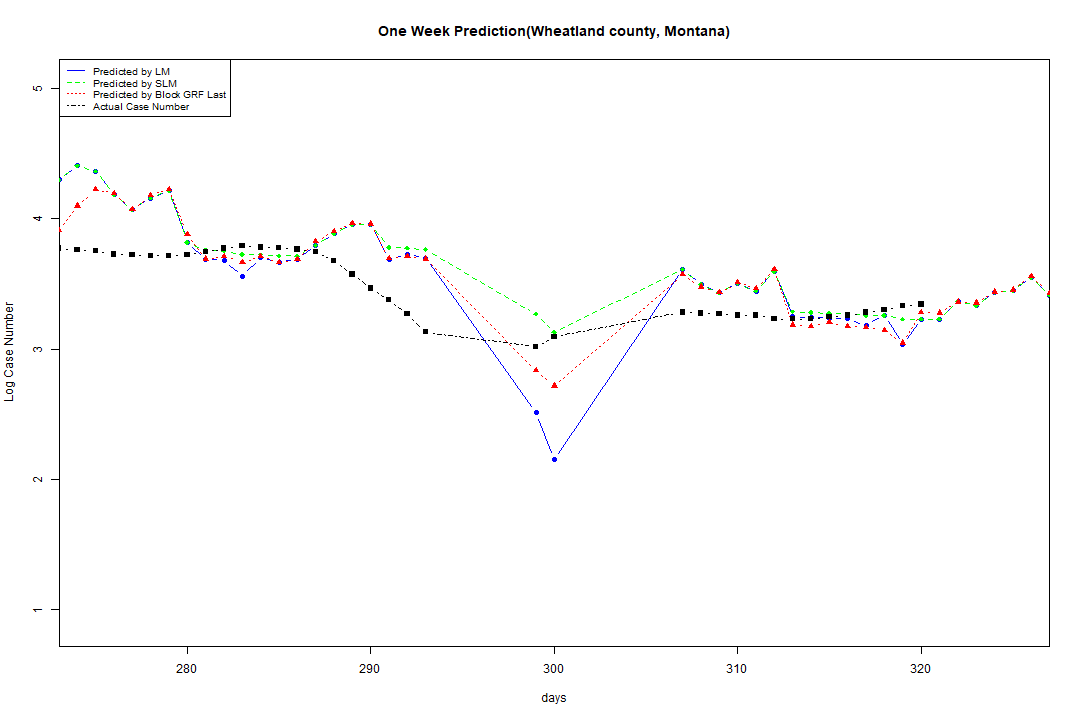 One Week Prediction(Wheatland county, Montana)
Predicted by LM
Predicted by SLM
Predicted by Block GRF Last
Actual Case Number
5
4
3
2
1
Log Case Number
280 290 300 310 320
days